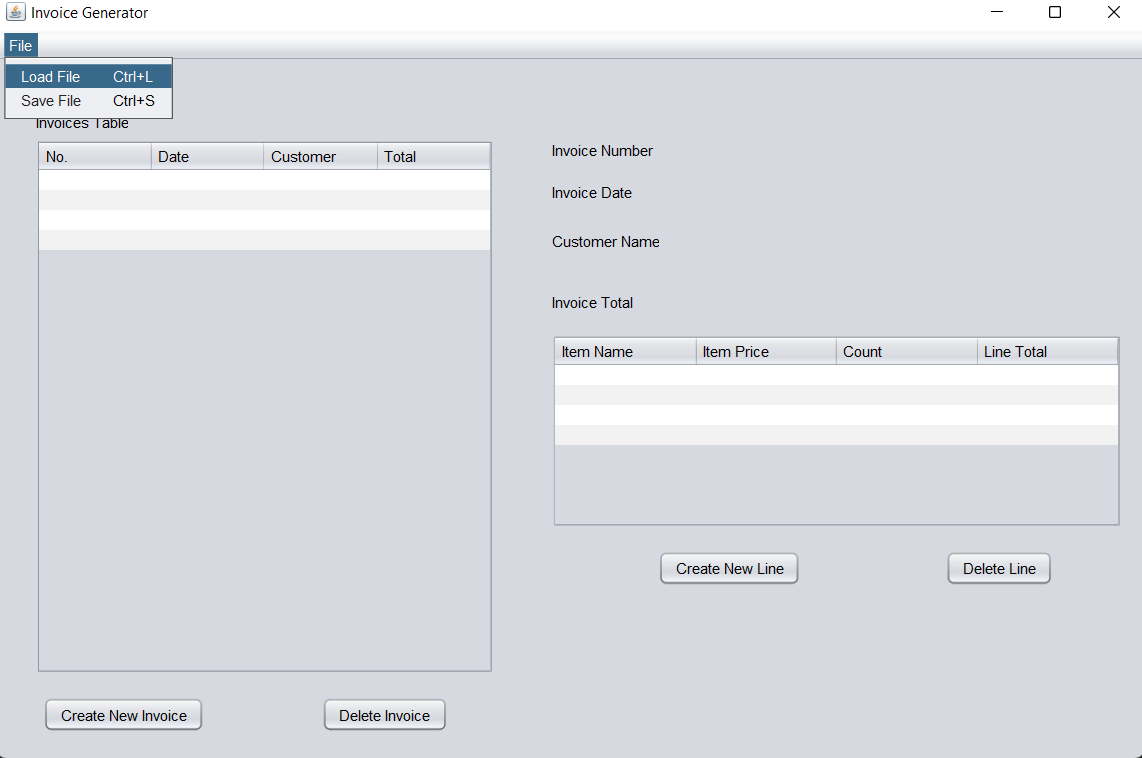 Invoice Generator
File
Load File Ctrl+L
Save File Ctrl+S
Invoices Table
No. Date Customer Total
Invoice Number
Invoice Date
Customer Name
Invoice Total
Item Name Item Price Count Line Total
Create New Line Delete Line
Create New Invoice Delete Invoice